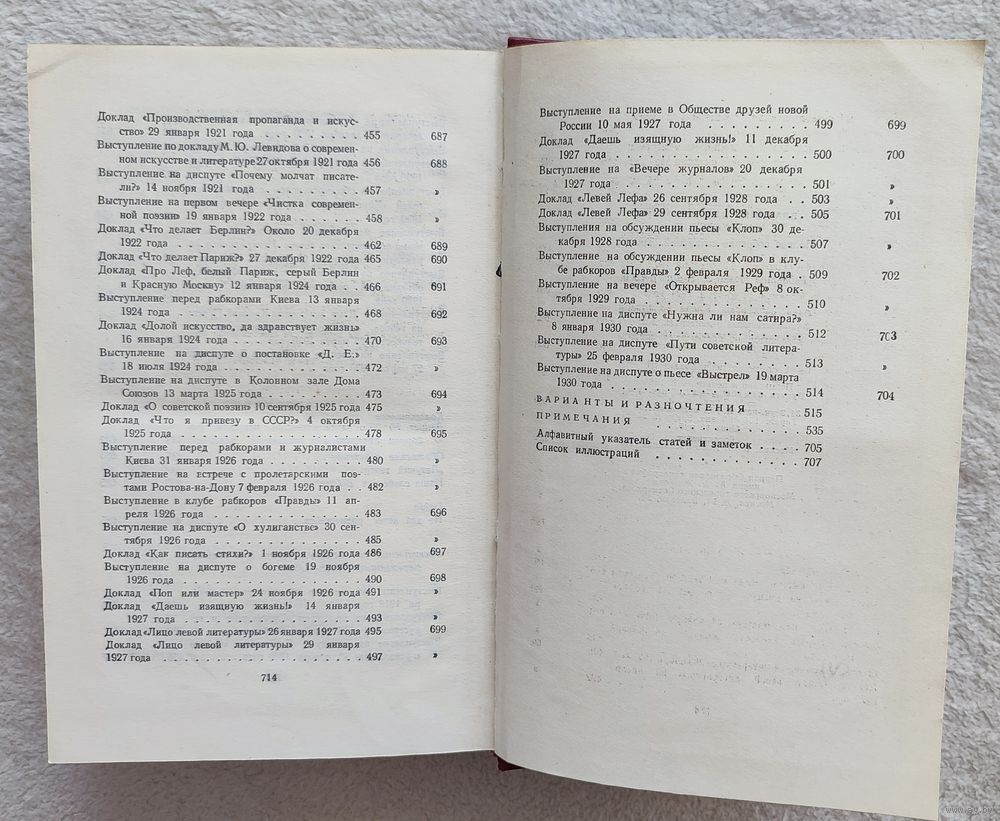 Доклад «Производственная пропаганда и искус-
ство» 29 января 1921 года . . . . . . . . . 455 687
Выступление по докладу М. Ю. Левидова о современ-
ном искусстве и литературе 27 октября 1921 года 456 688
Выступление на диспуте «Почему молчат писате-
ли?» 14 ноября 1921 года . . . . . . . . . 457 »
Выступление на первом вечере «Чистка современ-
ной поэзии» 19 января 1922 года . . . . . . . 458 »
Доклад «Что делает Берлин?» Около 20 декабря
1922 года . . . . . . . . . . . . . . . . 462 689
Доклад «Что делает Париж?» 27 декабря 1922 года 465 690
Доклад «Про Леф, белый Париж, серый Берлин
и Красную Москву» 12 января 1924 года . . 466 691
Выступление перед рабкорами Киева 13 января
1924 года . . . . . . . . . . . . . . . . 468 692
Доклад «Долой искусство, да здравствует жизнь»
16 января 1924 года . . . . . . . . . . . 470 693
Выступление на диспуте о постановке «Д. Е.»
18 июля 1924 года . . . . . . . . . . . . 472 »
Выступление на диспуте в Колонном зале Дома
Союзов 13 марта 1925 года . . . . . . . . 473 694
Доклад «О советской поэзии» 10 сентября 1925 года 475 »
Доклад «Что я привезу в СССР?» 4 октября
1925 года . . . . . . . . . . . . . . . . 478 695
Выступление перед рабкорами и журналистами
Киева 31 января 1926 года . . . . . . . . 480 »
Выступление на встрече с пролетарскими поэ-
тами Ростова-на-Дону 7 февраля 1926 года . . 482 »
Выступление в клубе рабкоров «Правды» 11 ап-
реля 1926 года . . . . . . . . . . . . . 483 696
Выступление на диспуте «О хулиганстве» 30 сен-
тября 1926 года . . . . . . . . . . . . . 485 »
Доклад «Как писать стихи?» 1 ноября 1926 года 486 697
Выступление на диспуте о богеме 19 ноября
1926 года . . . . . . . . . . . . . . . . 490 698
Доклад «Поп или мастер» 24 ноября 1926 года 491 »
Доклад «Даешь изящную жизнь!» 14 января
1927 года . . . . . . . . . . . . . . . . 493 »
Доклад «Лицо левой литературы» 26 января 1927 года 495 699
Доклад «Лицо левой литературы» 29 января
1927 года . . . . . . . . . . . . . . . . 497 »
714
Выступление на приеме в Обществе друзей новой
России 10 мая 1927 года . . . . . . . . . 499 699
Доклад «Даешь изящную жизнь!» 11 декабря
1927 года . . . . . . . . . . . . . . . . 500 700
Выступление на «Вечере журналов» 20 декабря
1927 года . . . . . . . . . . . . . . . . 501 »
Доклад «Левей Лефа» 26 сентября 1928 года . . 503 »
Доклад «Левей Лефа» 29 сентября 1928 года . . 505 701
Выступления на обсуждении пьесы «Клоп» 30 де-
кабря 1928 года . . . . . . . . . . . . . 507 »
Выступление на обсуждении пьесы «Клоп» в клу-
бе рабкоров «Правды» 2 февраля 1929 года . 509 702
Выступление на вечере «Открывается Реф» 8 ок-
тября 1929 года . . . . . . . . . . . . . 510 »
Выступление на диспуте «Нужна ли нам сатира?»
8 января 1930 года . . . . . . . . . . . . 512 703
Выступление на диспуте «Пути советской литера-
туры» 25 февраля 1930 года . . . . . . . . 513 »
Выступление на диспуте о пьесе «Выстрел» 19 марта
1930 года . . . . . . . . . . . . . . . . 514 704
ВАРИАНТЫ И РАЗНОЧТЕНИЯ . . . . 515
ПРИМЕЧАНИЯ . . . . . . . . . . . . 535
Алфавитный указатель статей и заметок . . . . 705
Список иллюстраций . . . . . . . . . . . . 707